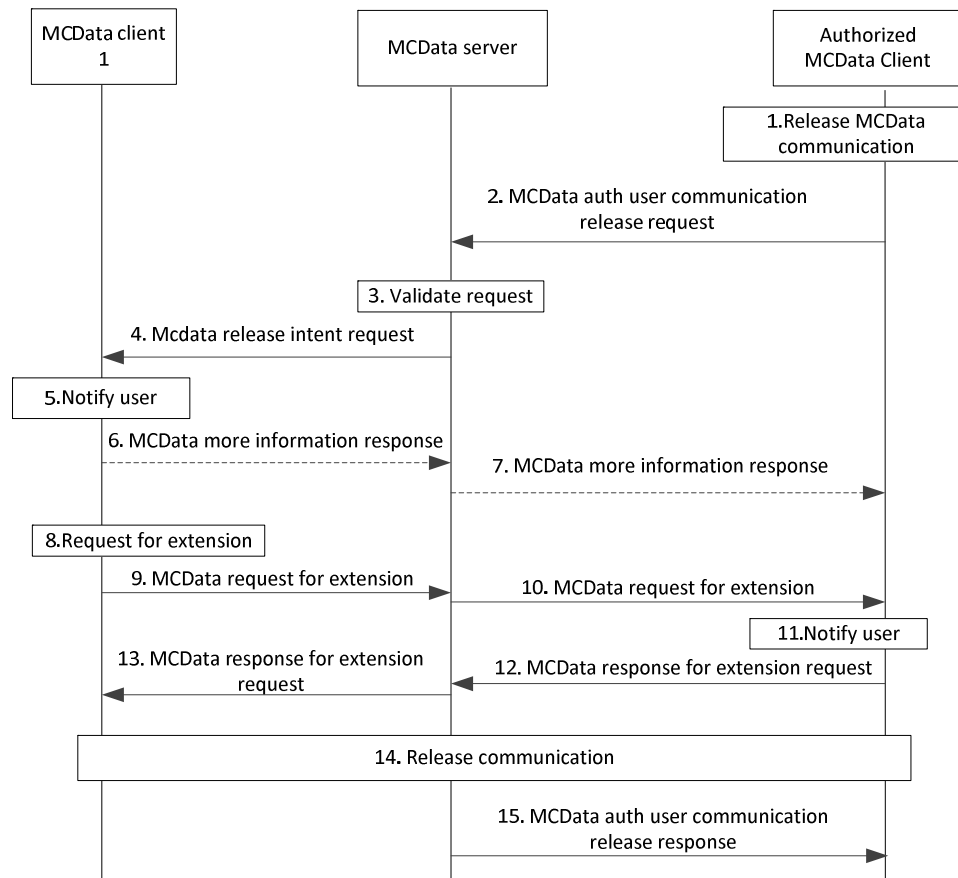 MCData client
1
MCData server
Authorized
MCData Client
1.Release MCData
communication
2. MCData auth user communication
release request
3. Validate request
4. Mcdata release intent request
5.Notify user
6. MCData more information response
7. MCData more information response
8.Request for extension
9. MCData request for extension
10. MCData request for extension
11.Notify user
12. MCData response for extension request
13. MCData response for extension
request
14. Release communication
15. MCData auth user communication
release response